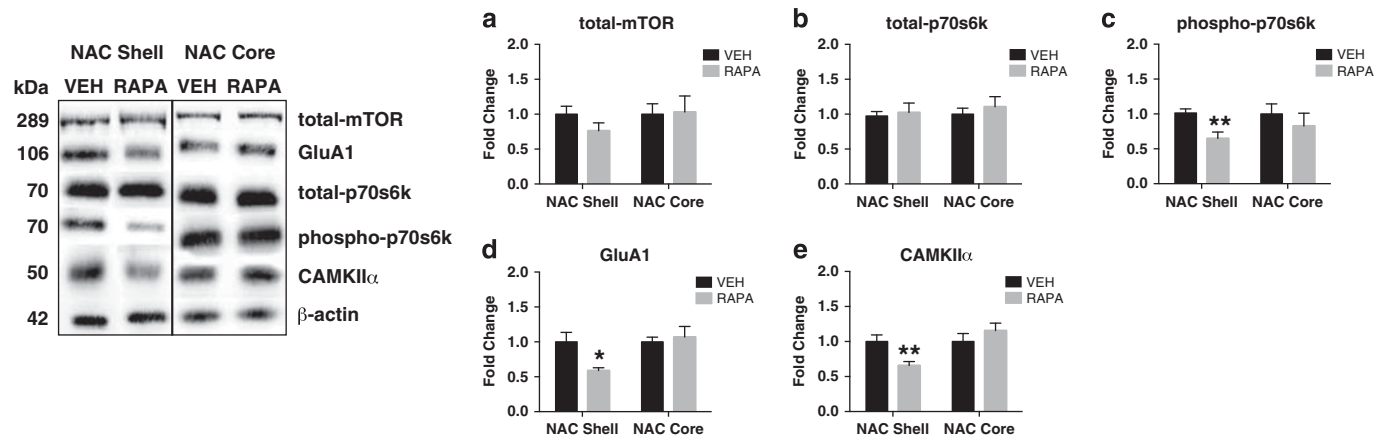 NAC Shell NAC Core
kDa VEH RAPA VEH RAPA
289 total-mTOR
106 GluA1
70 total-p70s6k
70 phospho-p70s6k
50 CAMKIIα
42 β-actin
a
total-mTOR
VEH
RAPA
Fold Change
2.0
1.5
1.0
0.5
0.0
NAC Shell NAC Core
b
total-p70s6k
VEH
RAPA
Fold Change
2.0
1.5
1.0
0.5
0.0
NAC Shell NAC Core
c
phospho-p70s6k
VEH
RAPA
Fold Change
2.0
1.5
1.0
0.5
0.0
**
NAC Shell NAC Core
d
GluA1
VEH
RAPA
Fold Change
2.0
1.5
1.0
0.5
0.0
*
NAC Shell NAC Core
e
CAMKIIα
VEH
RAPA
Fold Change
2.0
1.5
1.0
0.5
0.0
**
NAC Shell NAC Core